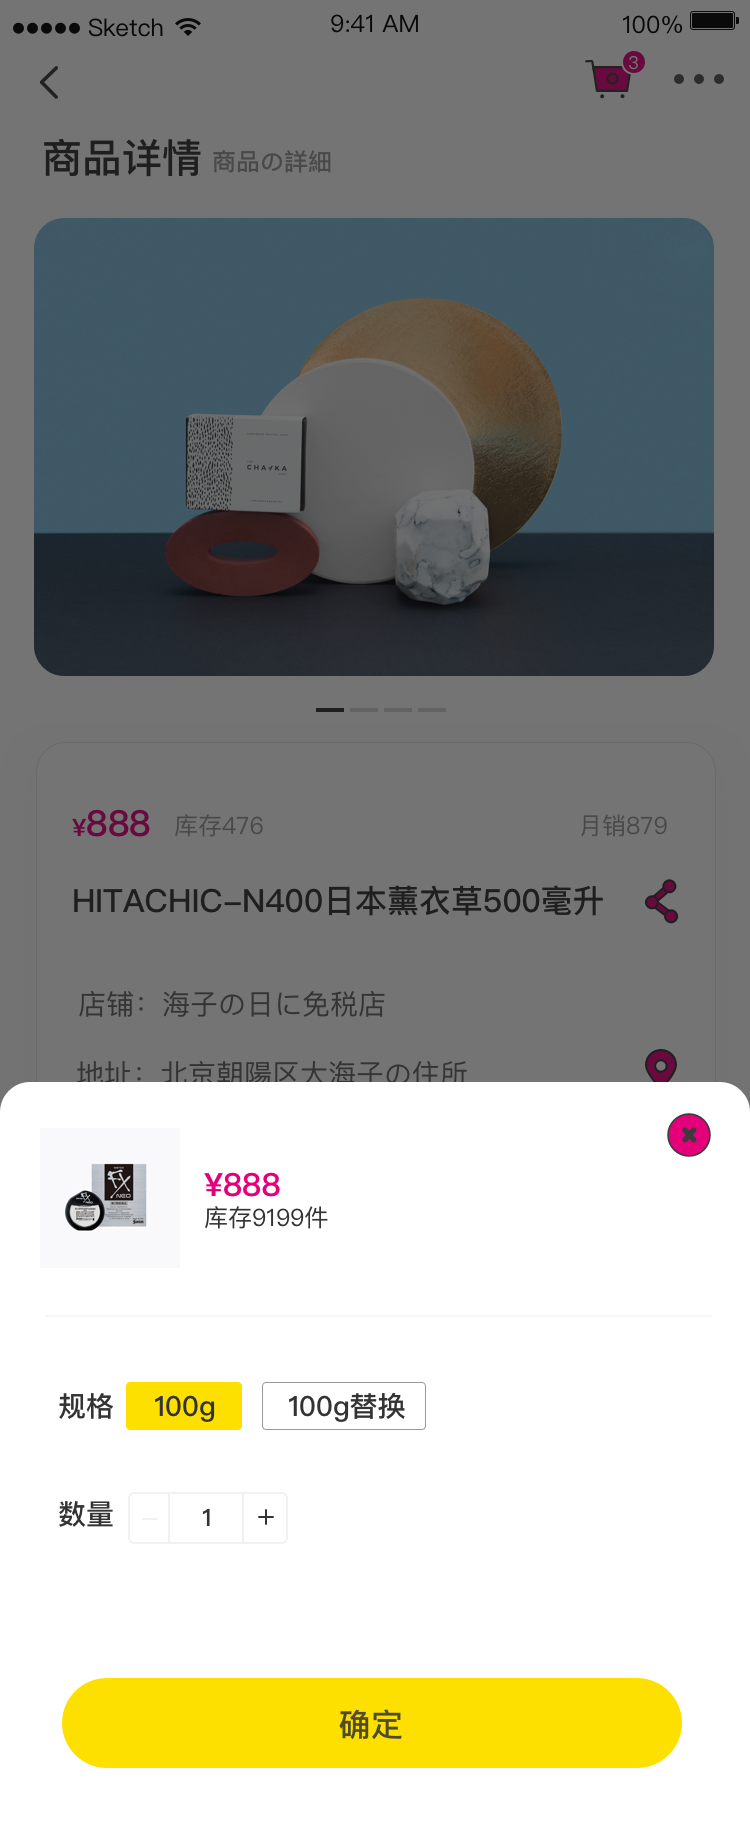 Sketch 9:41 AM 100%
3
商品详情 商品の詳細
CHAVKA
¥888 库存476 月销879
HITACHIC-N400日本薰衣草500毫升
店铺：海子の日に免税店
地址：北京朝陽区太海子の住所
FX
NEO
¥888
库存9199件
规格 100g 100g替换
数量 1 +
确定